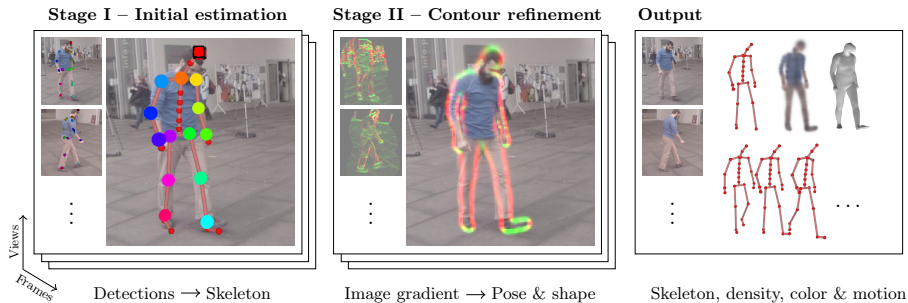 Stage I – Initial estimation
Stage II – Contour refinement
Output
Views
Frames
Detections → Skeleton
Image gradient → Pose & shape
Skeleton, density, color & motion